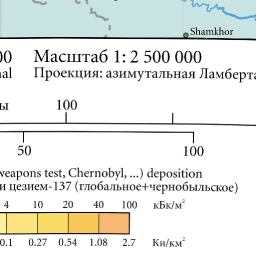 Shamkhor
00 Масштаб 1: 2 500 000
nal Проекция: азимутальная Ламберта
ы 100
50 100
weapons test, Chernobyl, ...) deposition
и цезием-137 (глобальное+чернобыльское)
4 10 20 40 100 кБк/м²
0.1 0.27 0.54 1.08 2.7 Ки/км²